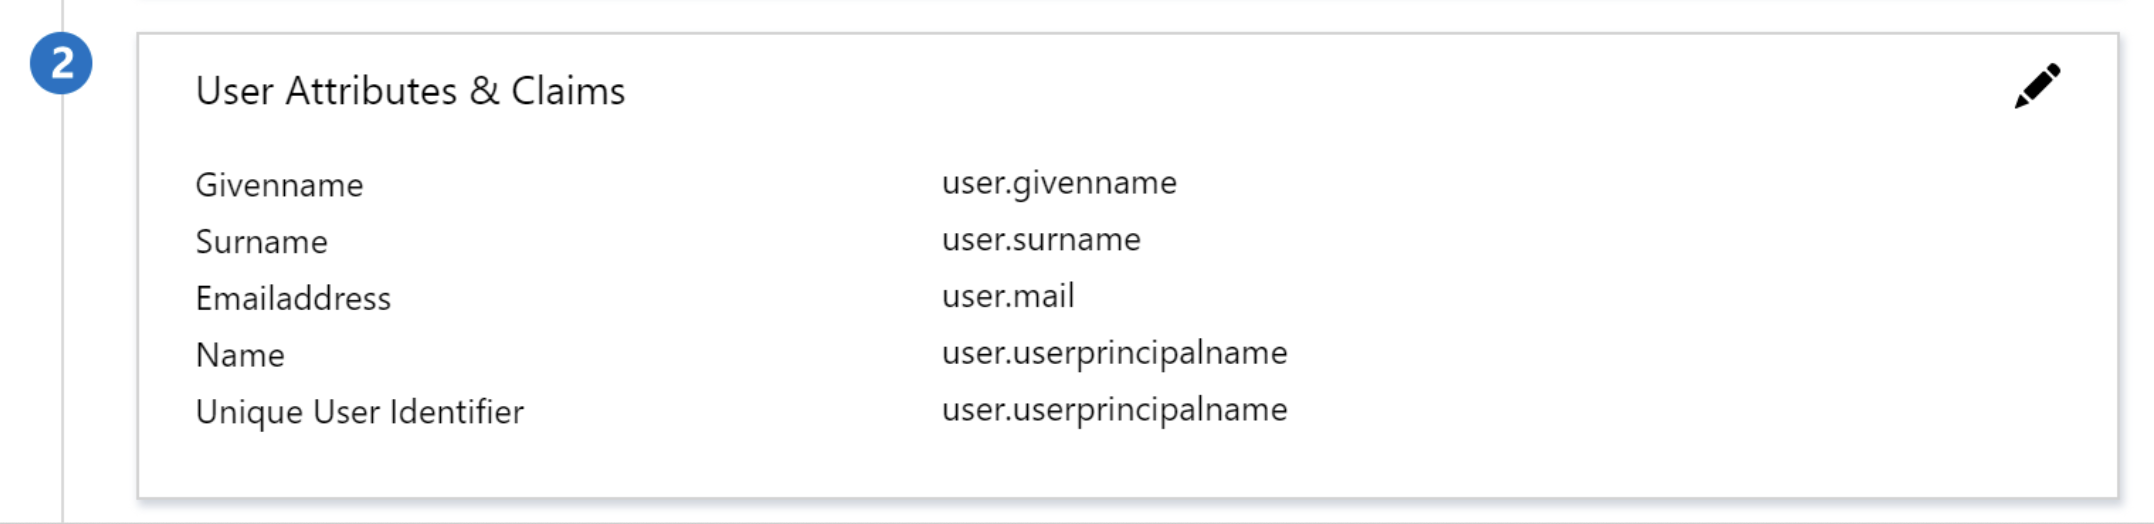 2
User Attributes & Claims
Givenname user.givenname
Surname user.surname
Emailaddress user.mail
Name user.userprincipalname
Unique User Identifier user.userprincipalname